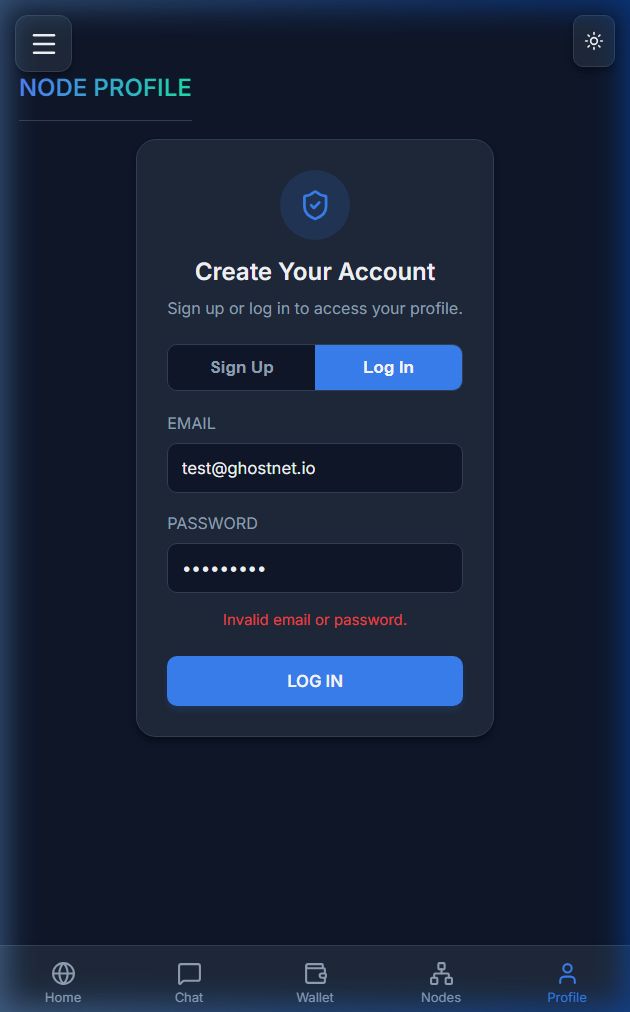 NODE PROFILE
Create Your Account
Sign up or log in to access your profile.
Sign Up Log In
EMAIL
test@ghostnet.io
PASSWORD
•••••••••
Invalid email or password.
LOG IN
Home Chat Wallet Nodes Profile